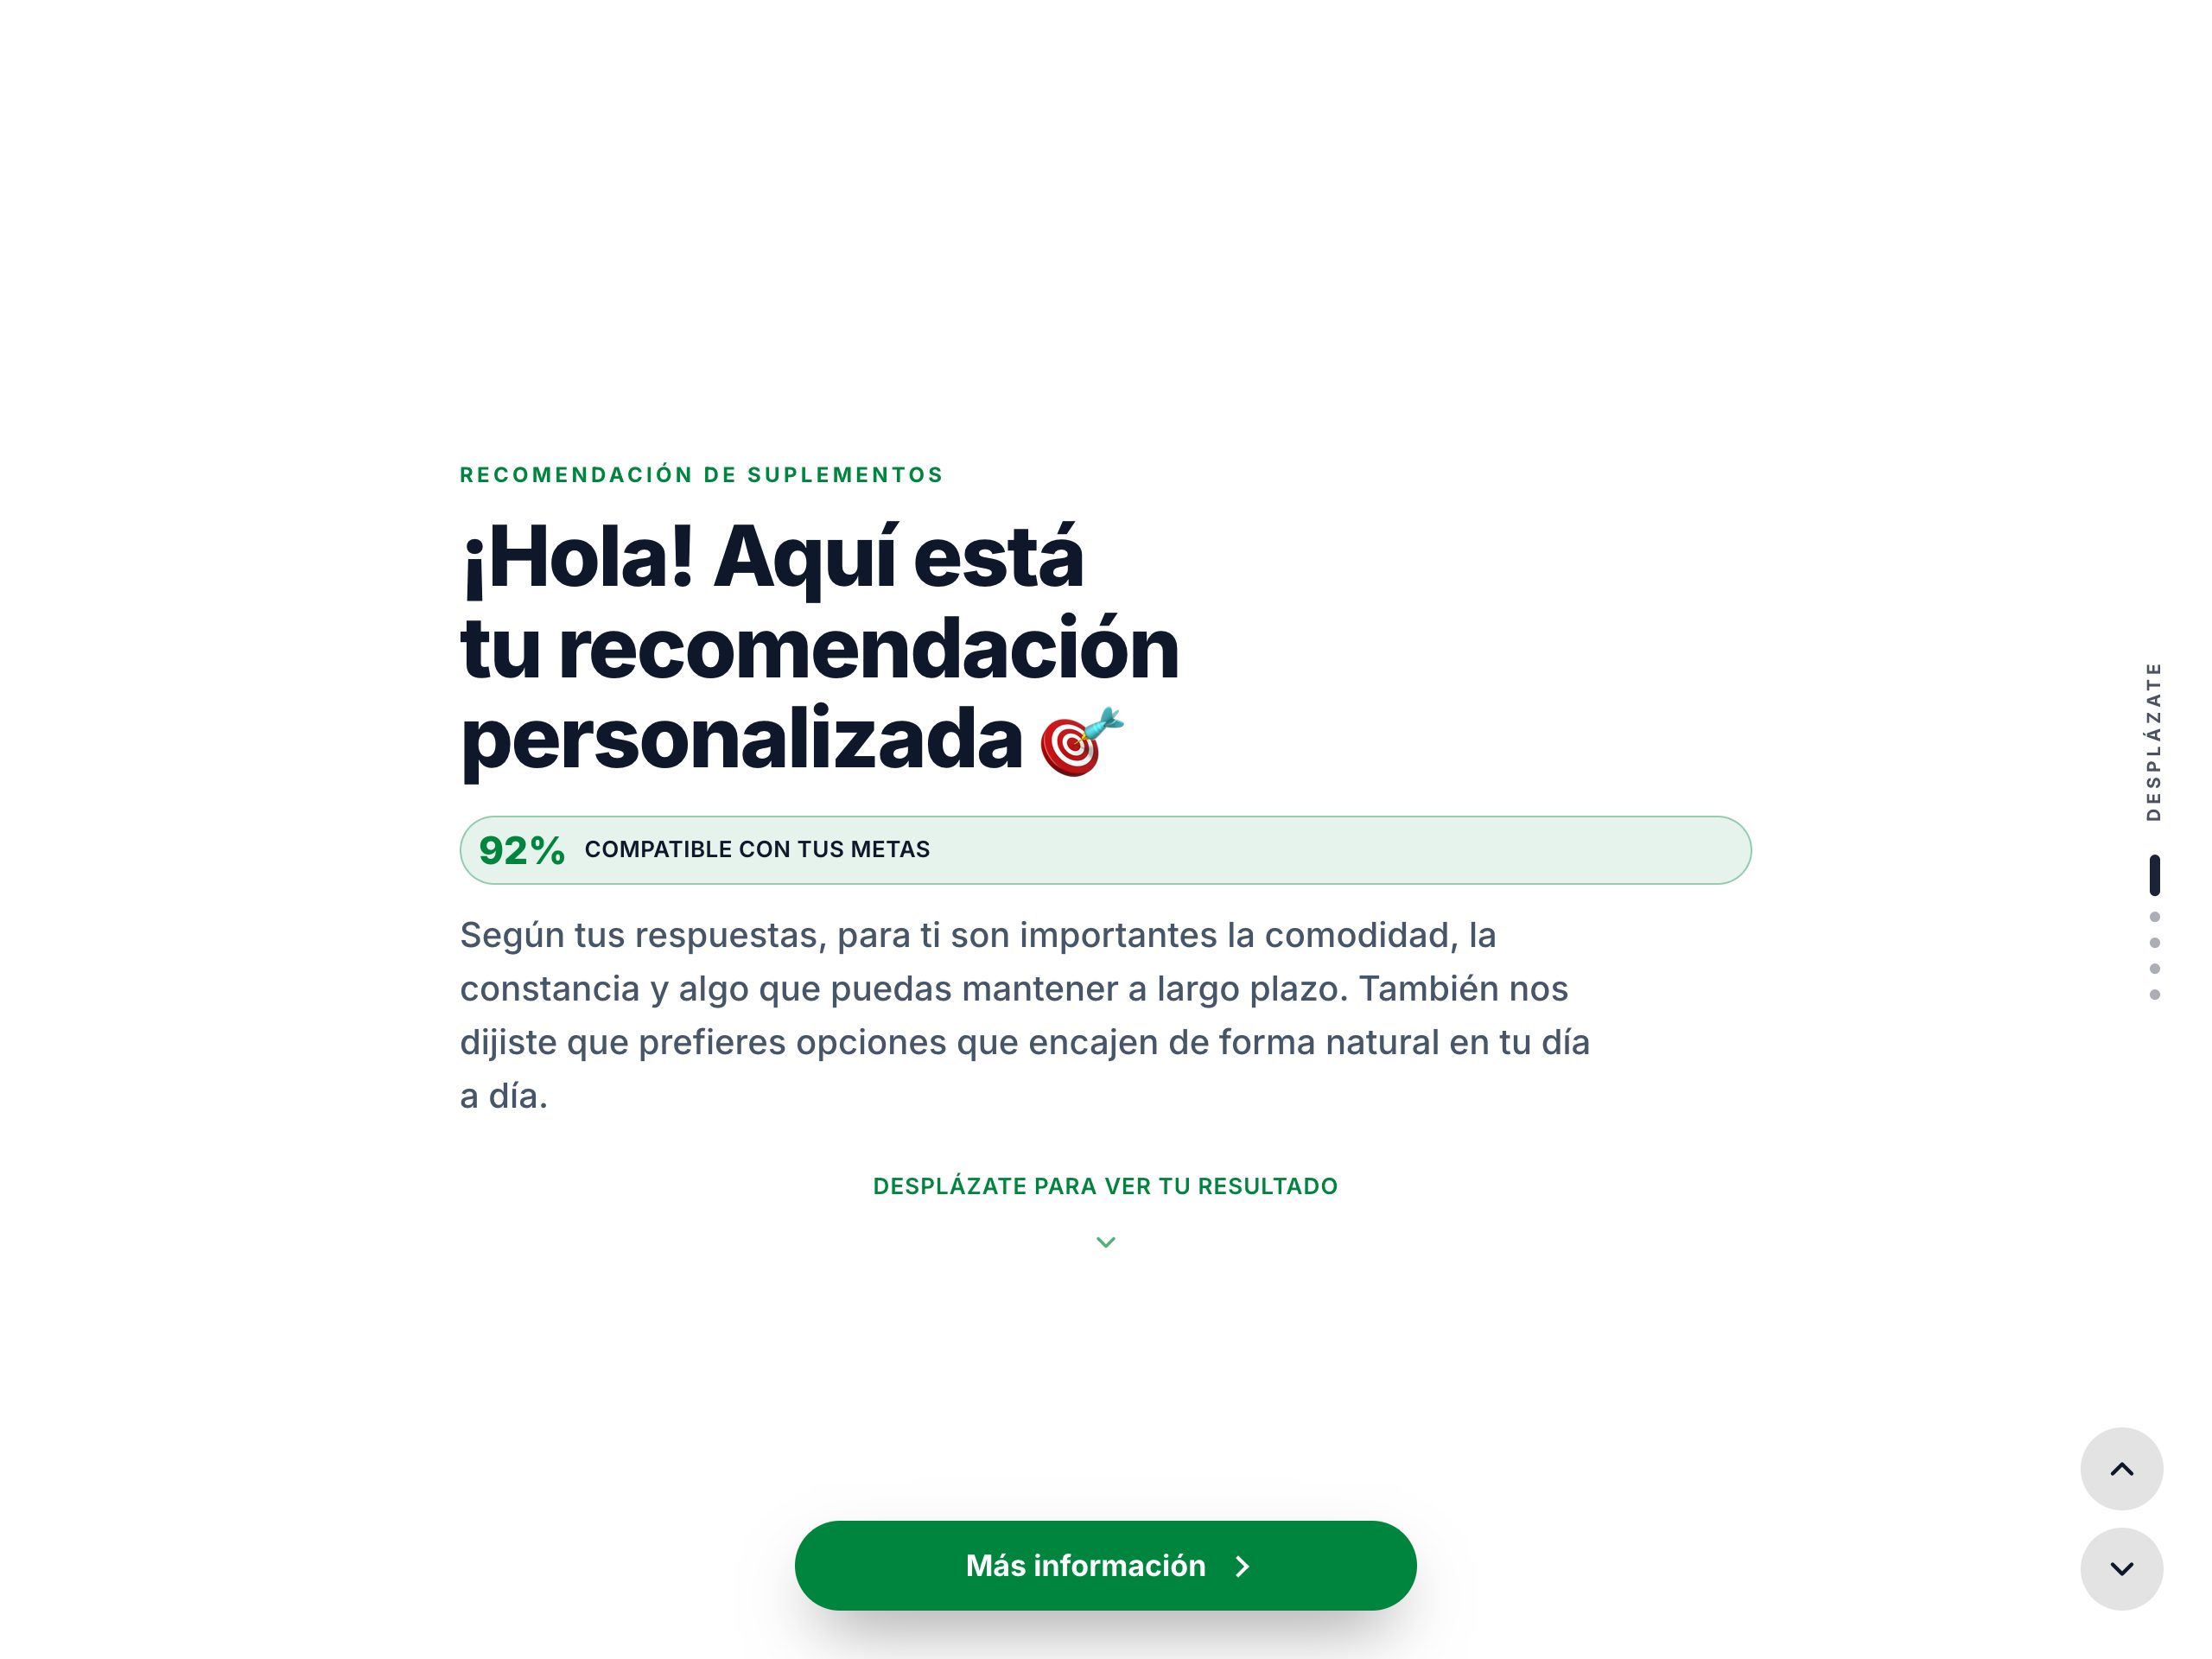 RECOMENDACIÓN DE SUPLEMENTOS
¡Hola! Aquí está
tu recomendación
personalizada
92% COMPATIBLE CON TUS METAS
Según tus respuestas, para ti son importantes la comodidad, la
constancia y algo que puedas mantener a largo plazo. También nos
dijiste que prefieres opciones que encajen de forma natural en tu día
a día.
DESPLÁZATE PARA VER TU RESULTADO
Más información
DESPLÁZATE